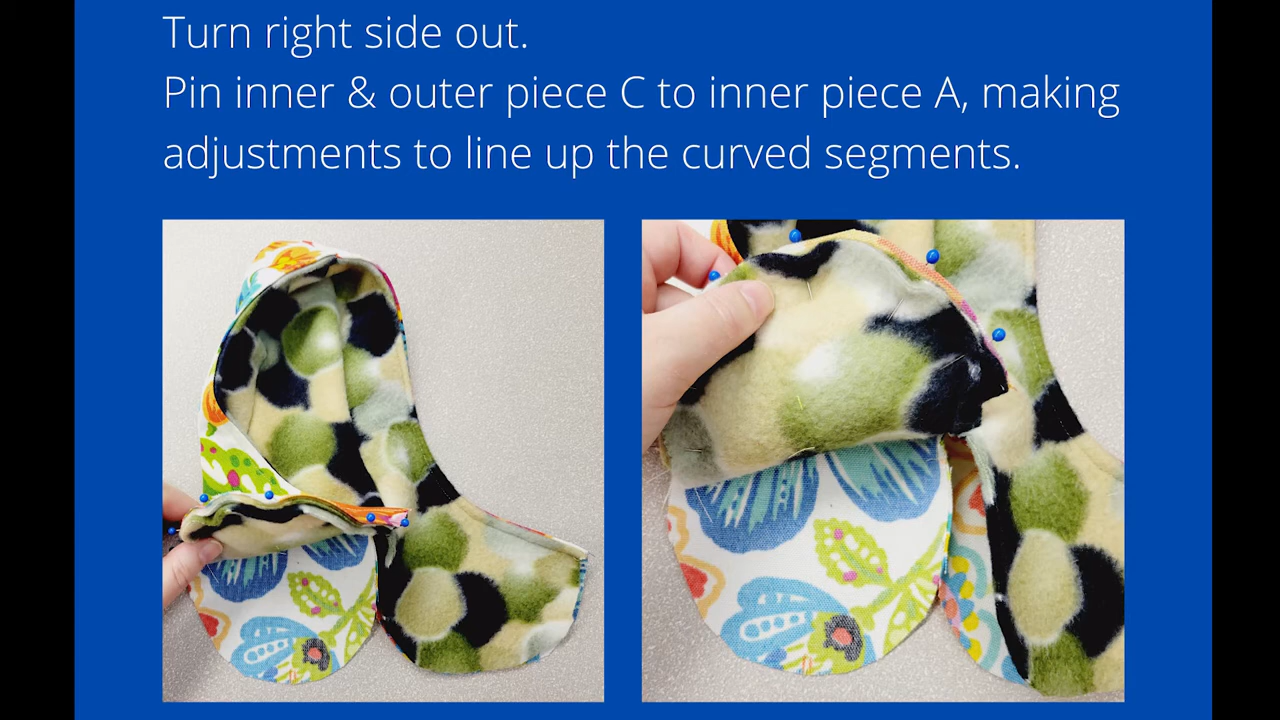 Turn right side out.
Pin inner & outer piece C to inner piece A, making
adjustments to line up the curved segments.